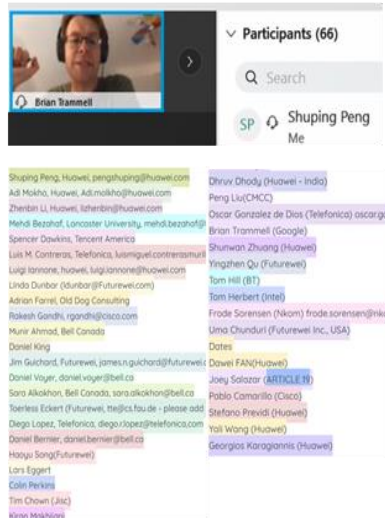 Brian Trammell
Participants (66)
Search
SP
Shuping Peng
Me
Shuping Peng, Huawei, pengshuping@huawei.com
Adi Mokho, Huawei,
Zhenbin Li, Huawei, lizhenbin@huawei.com
Mehdi Bezahaf, Lancaster University, mehdi.bezahaf@l
Spencer Dawkins, Tencent America
Luis M. Contreras, Telefonica, luismiguel.contrerasmuril
Luigi Iannone, huawei, luigi.iannone@huawei.com
Linda Dunbar (ldunbar@Futurewei.com)
Adrian Farrel, Old Dog Consulting
Rakesh Gandhi, rgandhi@cisco.com
Munir Ahmad, Bell Canada
Daniel King
Jim Guichard, Futurewei, james.n.guichard@futurewei.c
Daniel Voyer, daniel.voyer@bell.ca
Sara Alkokhon, Bell Canada, sara.alkokhon@bell.ca
Toerless Eckert (Futurewei, tte@cs.fau.de - please add
Diego Lopez, Telefonica, diego.r.lopez@telefonica.com
Daniel Bernier, daniel.bernier@bell.ca
Haoyu Song(Futurewei)
Lars Eggert
Colin Perkins
Tim Chown (Jisc)
Kiran Makhijani
Dhruv Dhody (Huawei - India)
Peng Liu(CMCC)
Oscar Gonzalez de Dios (Telefonica) oscar.go
Brian Trammell (Google)
Shunwan Zhuang (Huawei)
Yingzhen Qu (Futurewei)
Tom Hill (BT)
Tom Herbert (Intel)
Frode Sorensen (Nkom) frode.sorensen@nko
Uma Chunduri (Futurewei Inc., USA)
Dates
Dawei FAN(Huawei)
Joey Salazar (ARTICLE 19)
Pablo Camarillo (Cisco)
Stefano Previdi (Huawei)
Yali Wang (Huawei)
Georgios Karagiannis (Huawei)